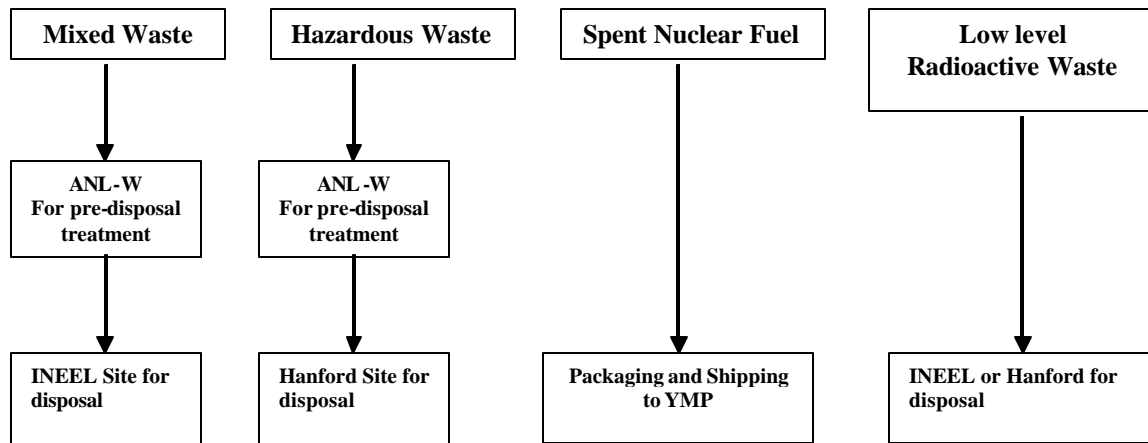 Mixed Waste
Hazardous Waste
Spent Nuclear Fuel
Low level
Radioactive Waste
ANL-W
For pre-disposal
treatment
ANL-W
For pre-disposal
treatment
INEEL Site for
disposal
Hanford Site for
disposal
Packaging and Shipping
to YMP
INEEL or Hanford for
disposal